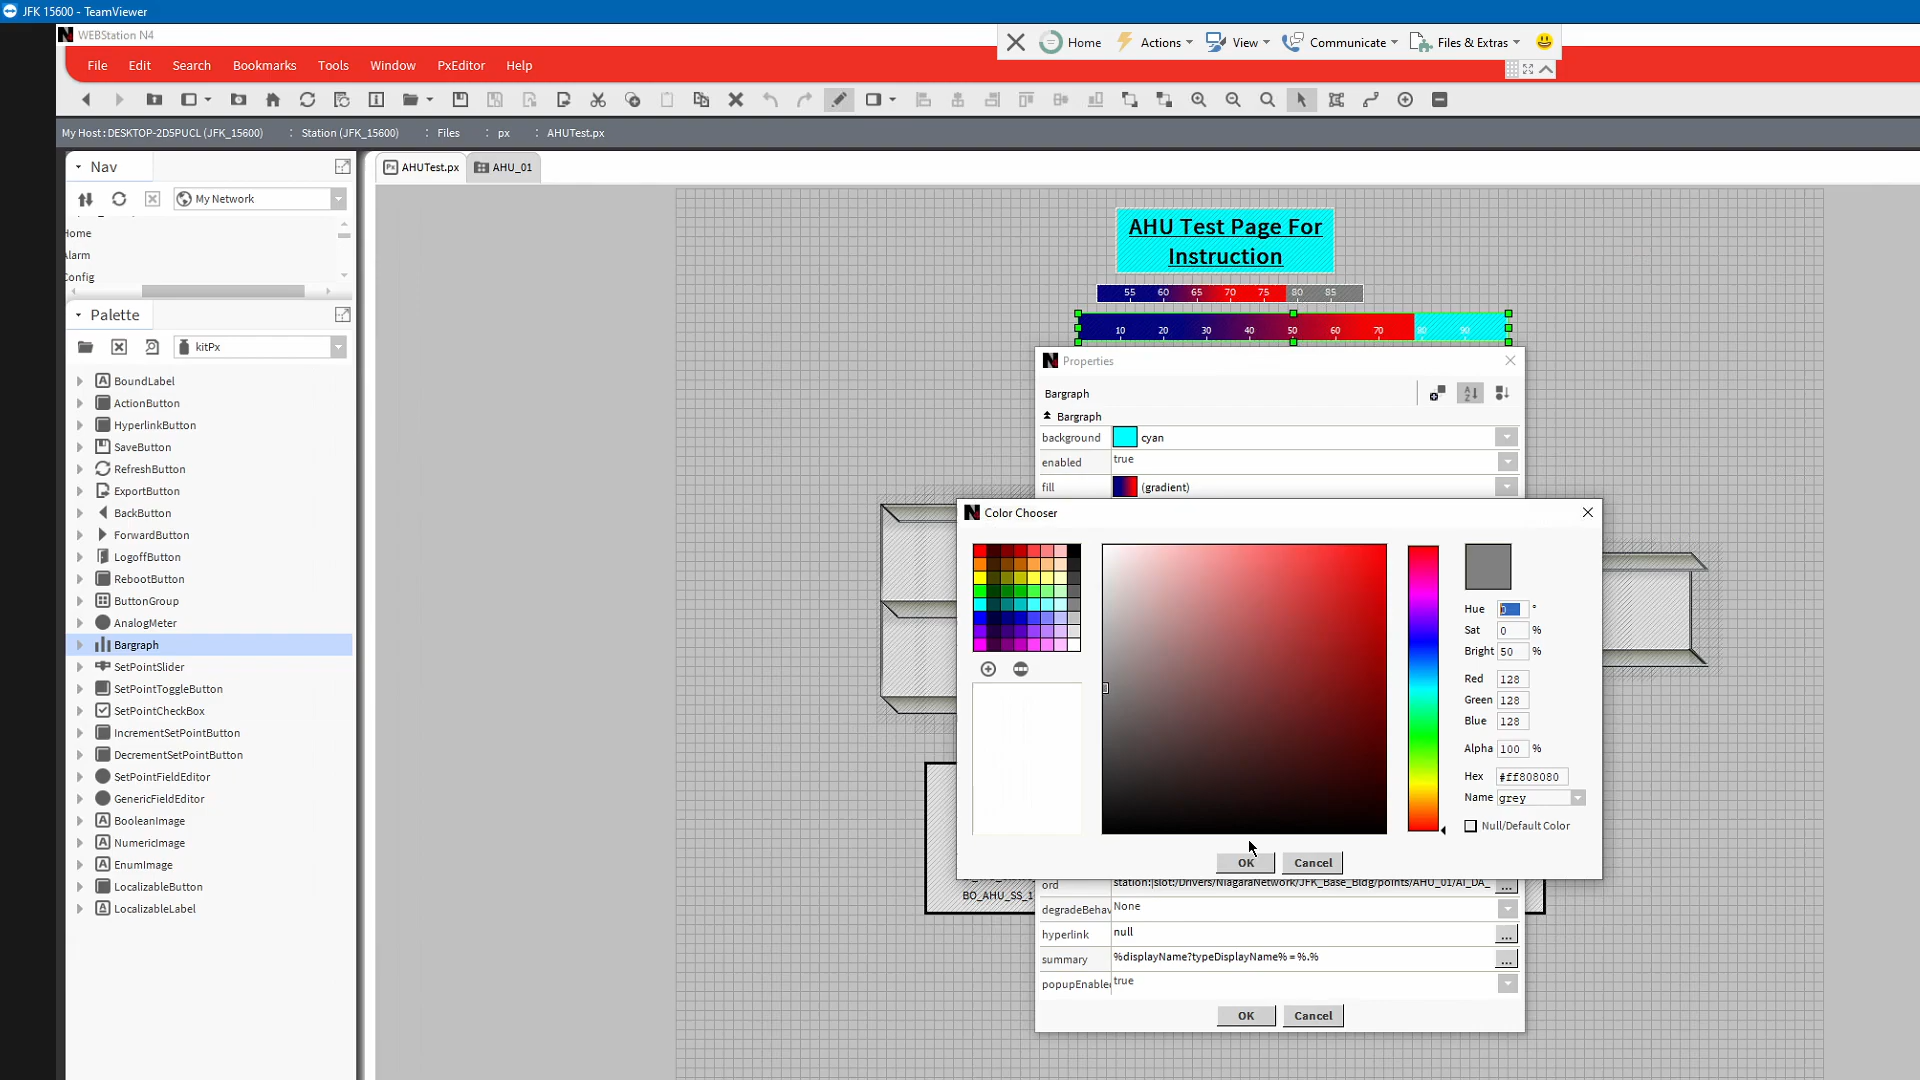 JFK 15600 - TeamViewer
WEBStation N4
Home Actions View Communicate Files & Extras
File Edit Search Bookmarks Tools Window PxEditor Help
My Host : DESKTOP-2D5PUCL (JFK_15600) : Station (JFK_15600) : Files : px : AHUTest.px
Nav
AHUTest.px AHU_01
My Network
Home
Alarm
Config
Palette
kitPx
BoundLabel
ActionButton
HyperlinkButton
SaveButton
RefreshButton
ExportButton
BackButton
ForwardButton
LogoffButton
RebootButton
ButtonGroup
AnalogMeter
Bargraph
SetPointSlider
SetPointToggleButton
SetPointCheckBox
IncrementSetPointButton
DecrementSetPointButton
SetPointFieldEditor
GenericFieldEditor
BooleanImage
NumericImage
EnumImage
LocalizableButton
LocalizableLabel
AHU Test Page For
Instruction
55 60 65 70 75 80 85
10 20 30 40 50 60 70 80 90
Properties
Bargraph
Bargraph
background cyan
enabled true
fill (gradient)
Color Chooser
Hue 0 °
Sat 0 %
Bright 50 %
Red 128
Green 128
Blue 128
Alpha 100 %
Hex #ff808080
Name grey
Null/Default Color
OK Cancel
ord station:|slot:/Drivers/NiagaraNetwork/JFK_Base_Bldg/points/AHU_01/AI_DA_ ...
BO_AHU_SS_1
degradeBehav None
hyperlink null ...
summary %displayName?typeDisplayName% = %.% ...
popupEnabled true
OK Cancel